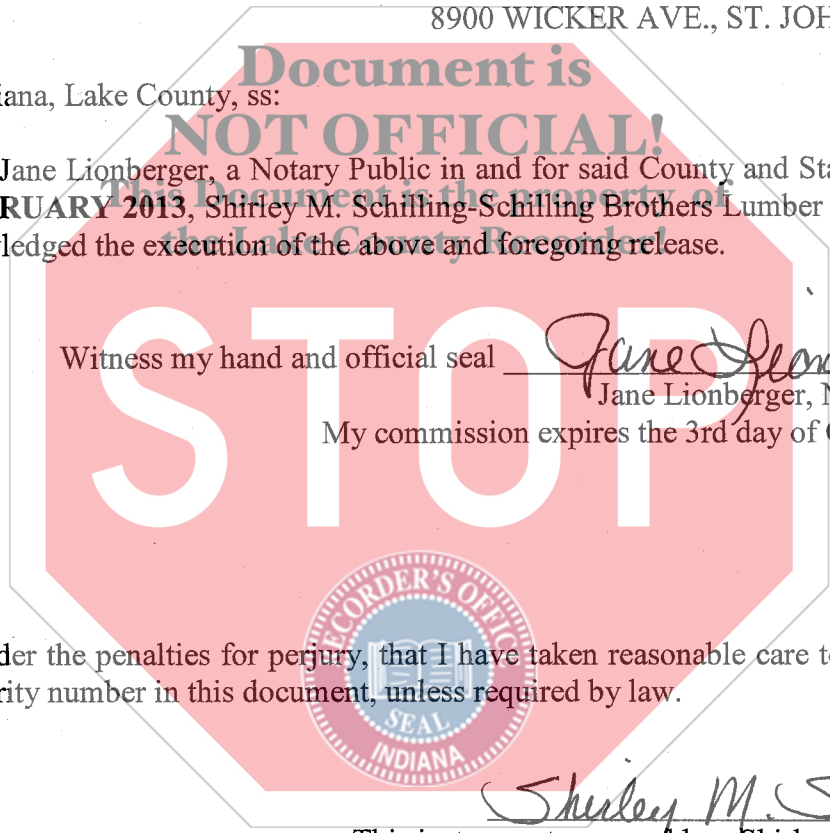 8900 WICKER AVE., ST. JOH
Document is
iana, Lake County, ss:
NOT OFFICIAL!
Jane Lionberger, a Notary Public in and for said County and Sta
This Document is the property of
RUARY 2013, Shirley M. Schilling-Schilling Brothers Lumber
the Lake County Recorder!
ledged the execution of the above and foregoing release.
STOP
Witness my hand and official seal Jane Lion
Jane Lionberger, N
My commission expires the 3rd day of
RECORDER'S OFFICE
der the penalties for perjury, that I have taken reasonable care to
rity number in this document, unless required by law.
SEAL
INDIANA
Shirley M. S